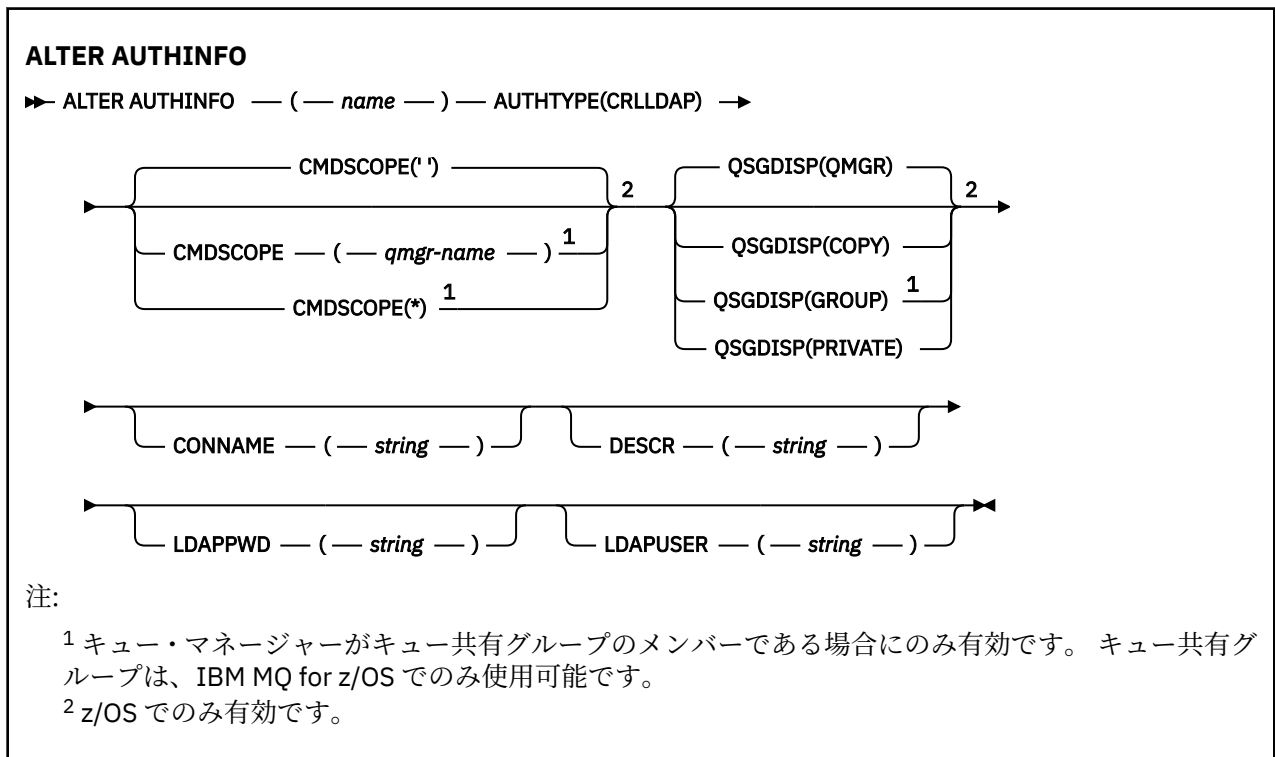 ALTER AUTHINFO
ALTER AUTHINFO ( name ) AUTHTYPE(CRLLDAP)
CMDSCOPE(' ') 2 QSGDISP(QMGR) 2
CMDSCOPE ( qmgr-name ) 1 QSGDISP(COPY)
CMDSCOPE(*) 1 QSGDISP(GROUP) 1
QSGDISP(PRIVATE)
CONNAME ( string ) DESCR ( string )
LDAPPWD ( string ) LDAPUSER ( string )
注:
1 キュー・マネージャーがキュー共有グループのメンバーである場合にのみ有効です。 キュー共有グ
ループは、IBM MQ for z/OS でのみ使用可能です。
2 z/OS でのみ有効です。